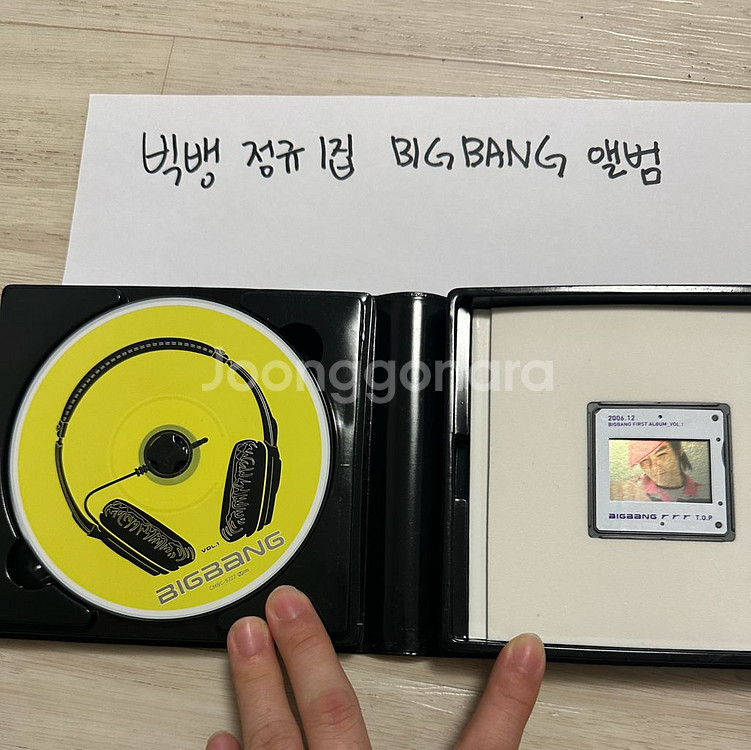 빅뱅 정규 1집 BIGBANG 앨범
Joonggonara
2006.12
BIGBANG FIRST ALBUM_VOL.1
BIGBANG r r r T.O.P
VOL.1
BIGBANG